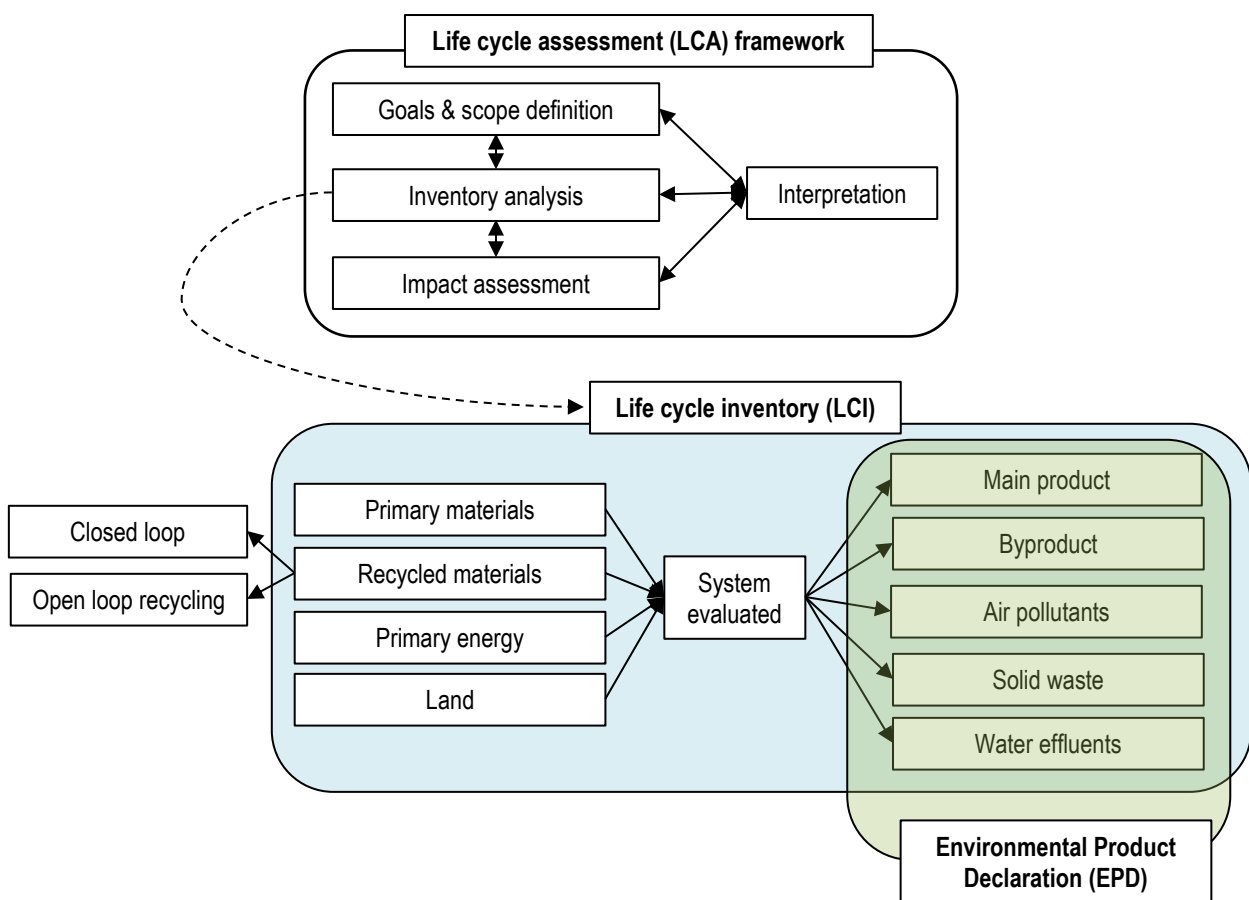 Life cycle assessment (LCA) framework
Goals & scope definition
Inventory analysis
Interpretation
Impact assessment
Life cycle inventory (LCI)
Main product
Primary materials
Closed loop
Byproduct
Recycled materials
System
evaluated
Open loop recycling
Air pollutants
Primary energy
Solid waste
Land
Water effluents
Environmental Product
Declaration (EPD)